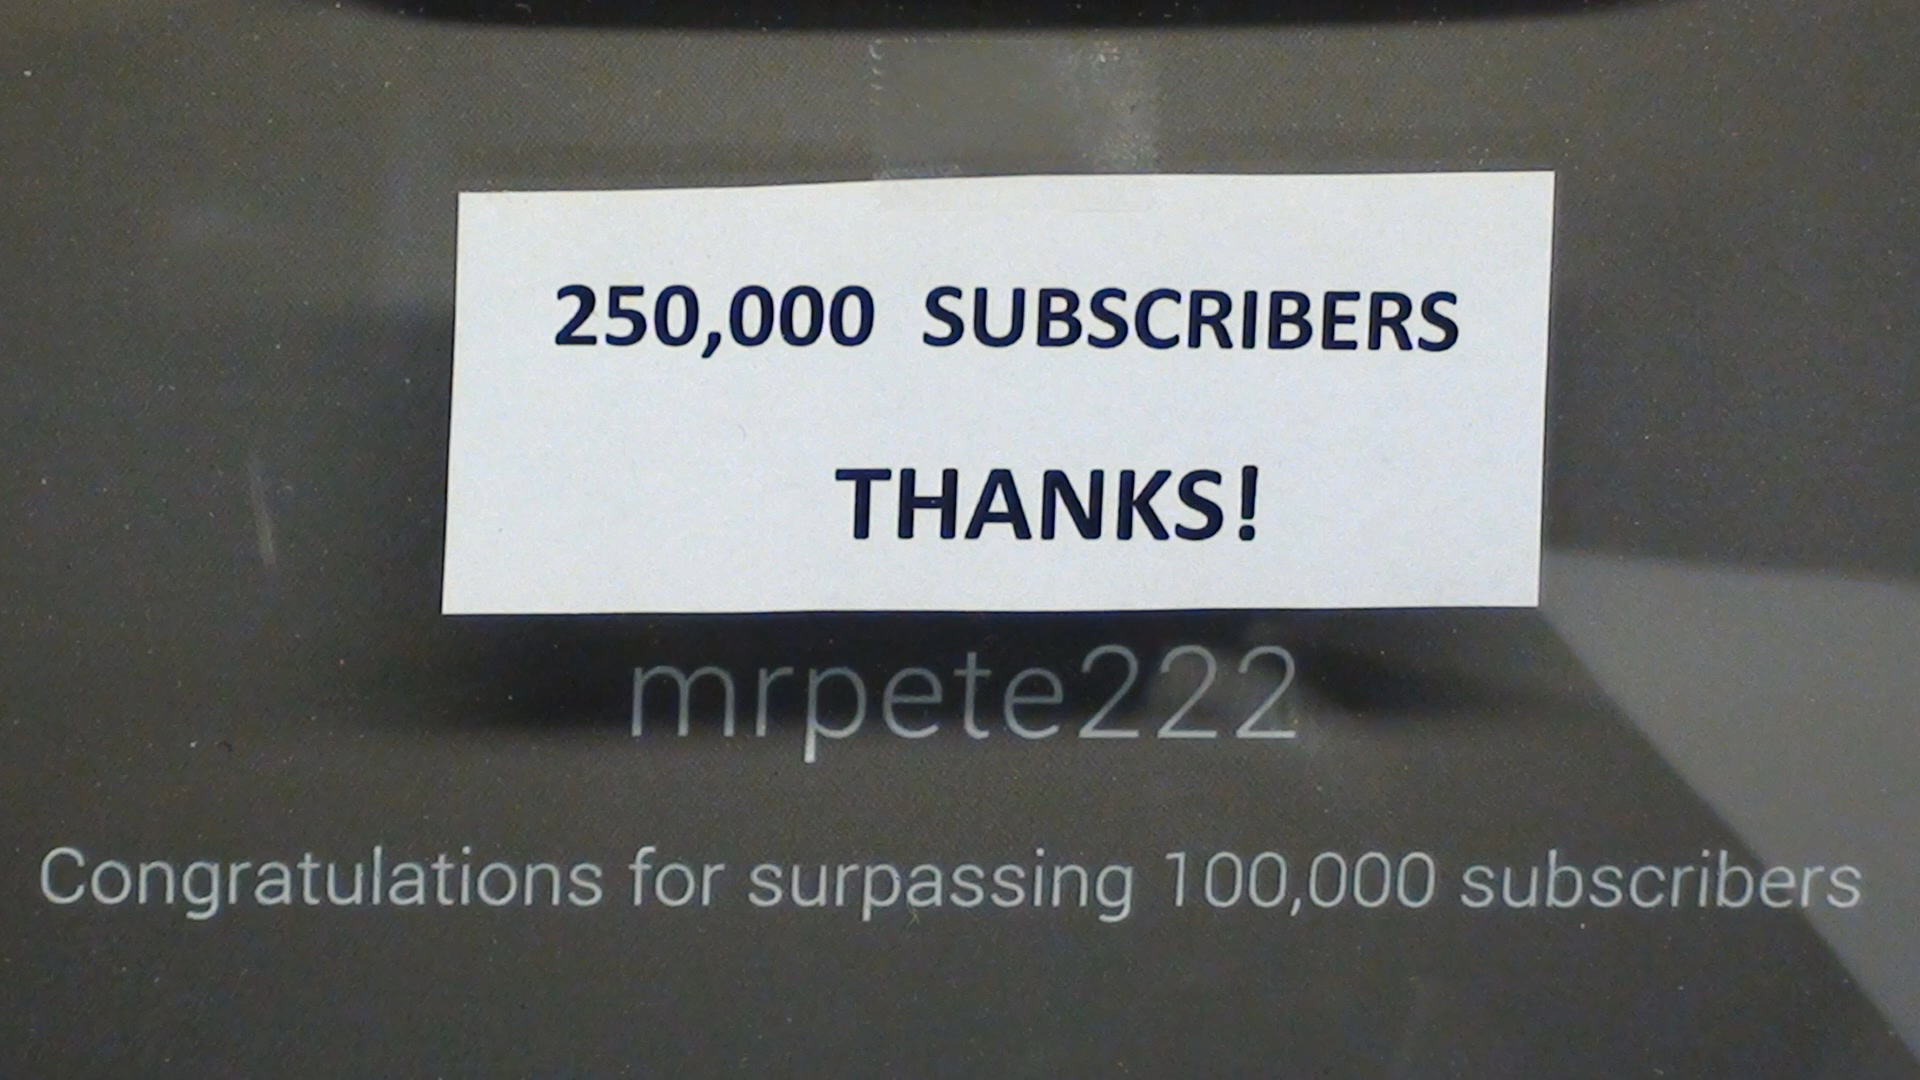 250,000 SUBSCRIBERS
THANKS!
mrpete222
Congratulations for surpassing 100,000 subscribers